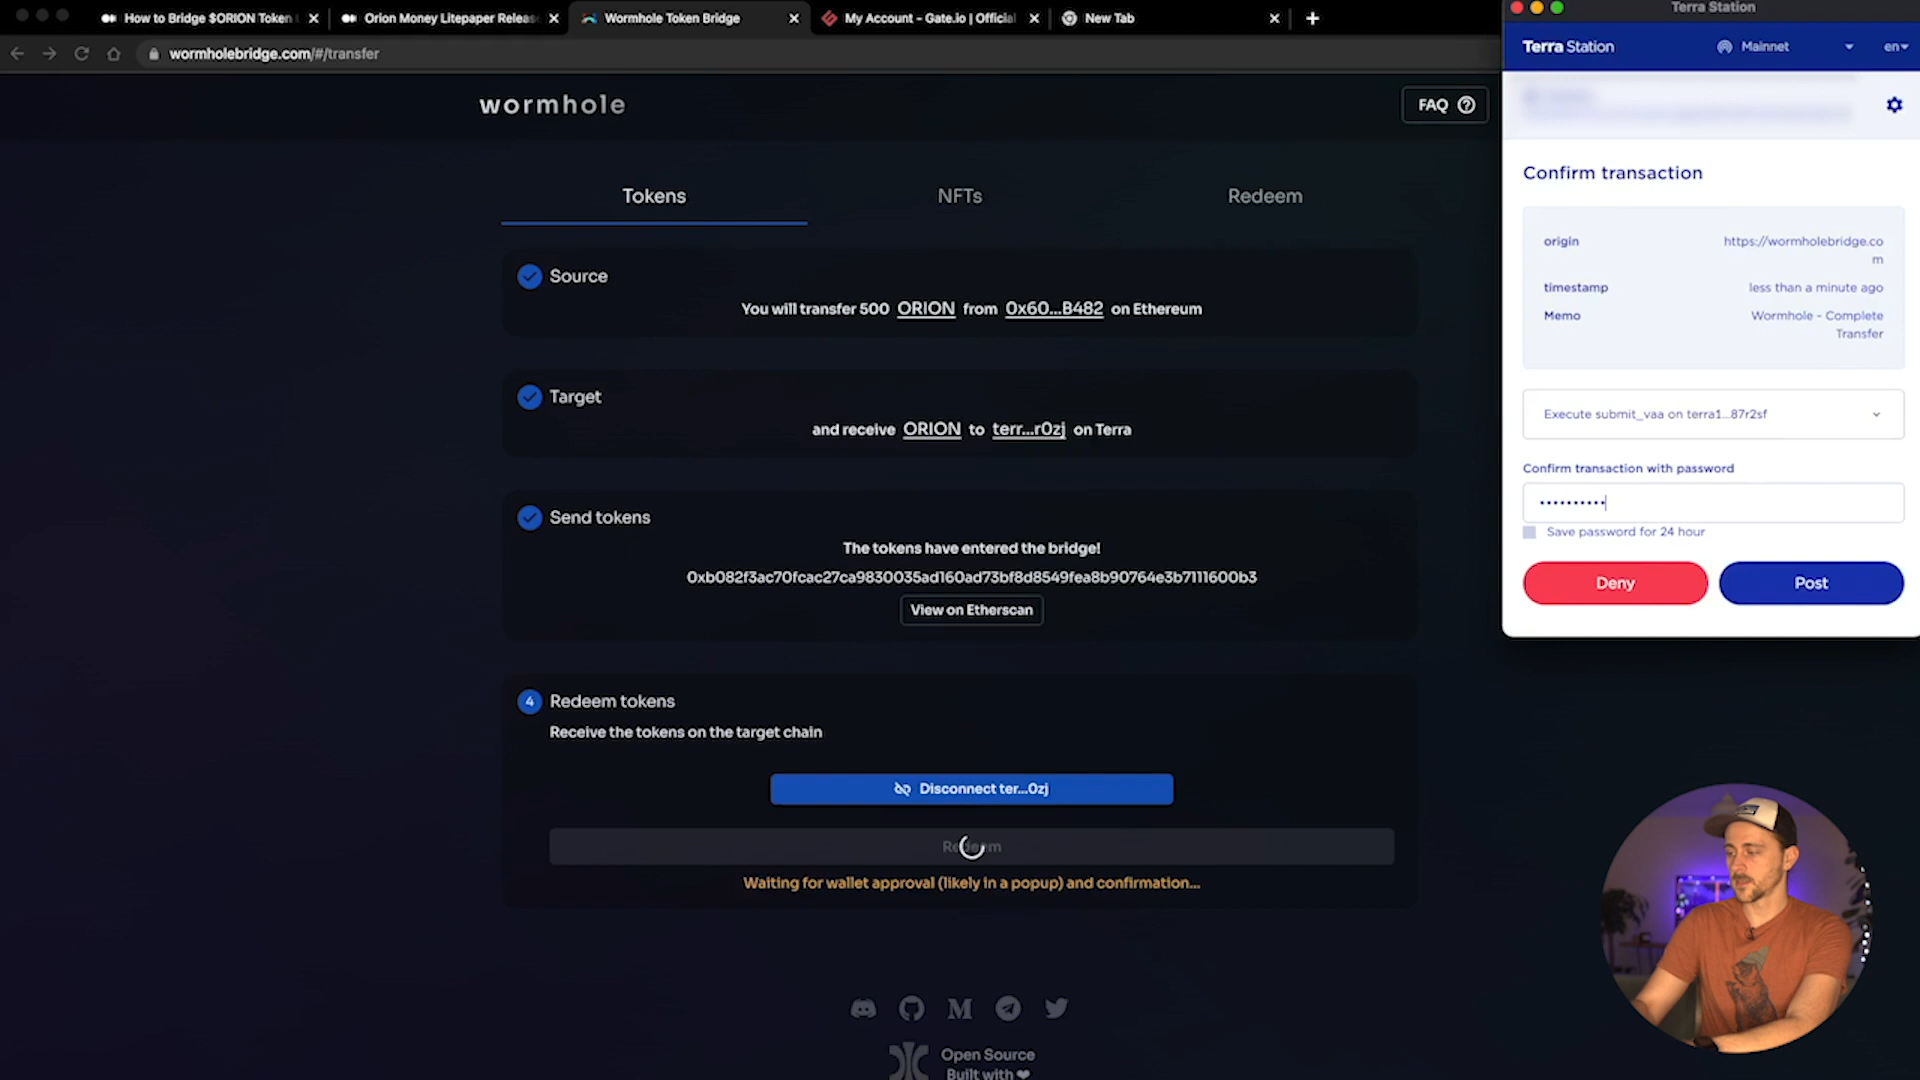 How to Bridge $ORION Token
Orion Money Litepaper Releas
Wormhole Token Bridge
My Account - Gate.io | Official
New Tab
wormholebridge.com/#/transfer
wormhole
FAQ
Tokens
NFTs
Redeem
Source
You will transfer 500 ORION from 0x60...B482 on Ethereum
Target
and receive ORION to terr...r0zj on Terra
Send tokens
The tokens have entered the bridge!
0xb082f3ac70fcac27ca9830035ad160ad73bf8d8549fea8b90764e3b7111600b3
View on Etherscan
4 Redeem tokens
Receive the tokens on the target chain
Disconnect ter...0zj
Redeem
Waiting for wallet approval (likely in a popup) and confirmation...
Open Source
Built with ❤
Terra Station
Terra Station
Mainnet
en
Confirm transaction
origin https://wormholebridge.co
m
timestamp less than a minute ago
Memo Wormhole - Complete
Transfer
Execute submit_vaa on terra1...87r2sf
Confirm transaction with password
Save password for 24 hour
Deny
Post